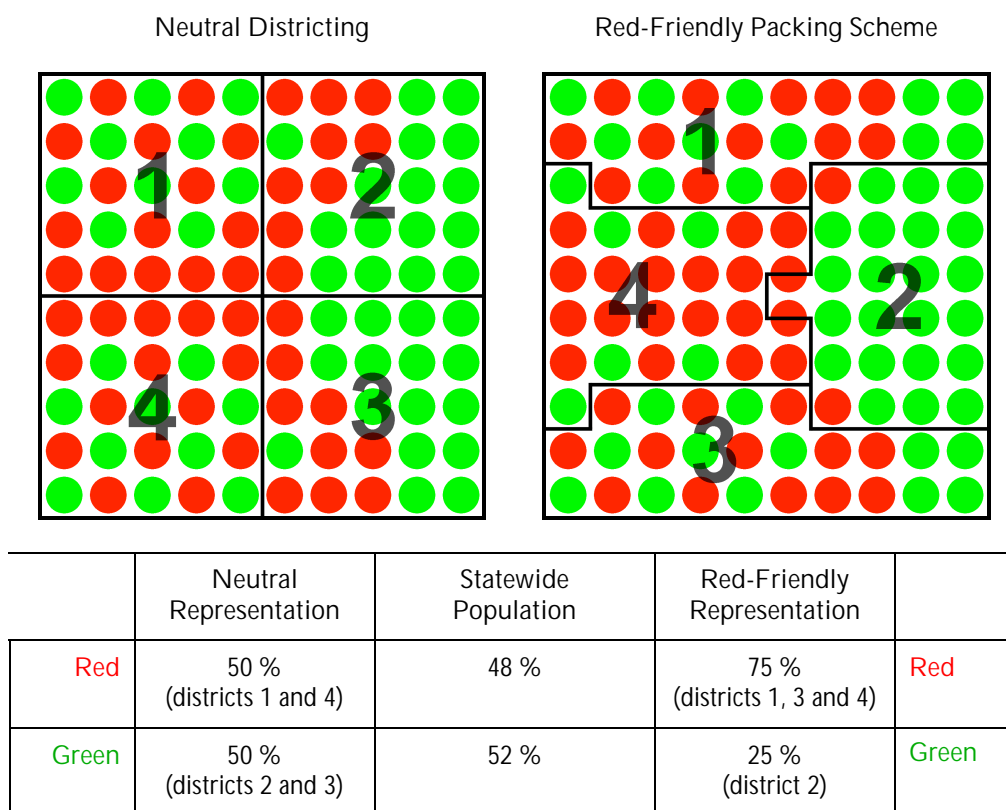 Neutral Districting
Red-Friendly Packing Scheme
1
2
4
3
1
4
2
3
Neutral
Representation
Statewide
Population
Red-Friendly
Representation
Red
50 %
(districts 1 and 4)
48 %
75 %
(districts 1, 3 and 4)
Red
Green
50 %
(districts 2 and 3)
52 %
25 %
(district 2)
Green